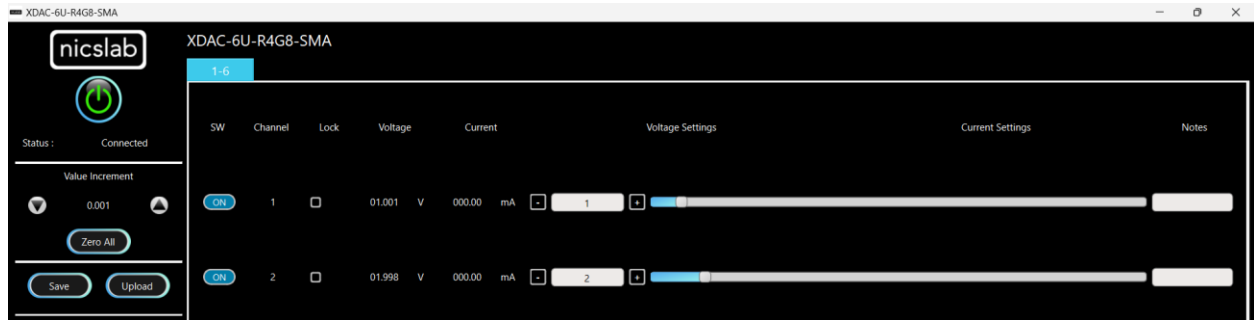 XDAC-6U-R4G8-SMA
nicslab
XDAC-6U-R4G8-SMA
1-6
Status : Connected
SW Channel Lock Voltage Current Voltage Settings Current Settings Notes
Value Increment
0.001
ON 1 01.001 V 000.00 mA - 1 +
Zero All
ON 2 01.998 V 000.00 mA - 2 +
Save Upload